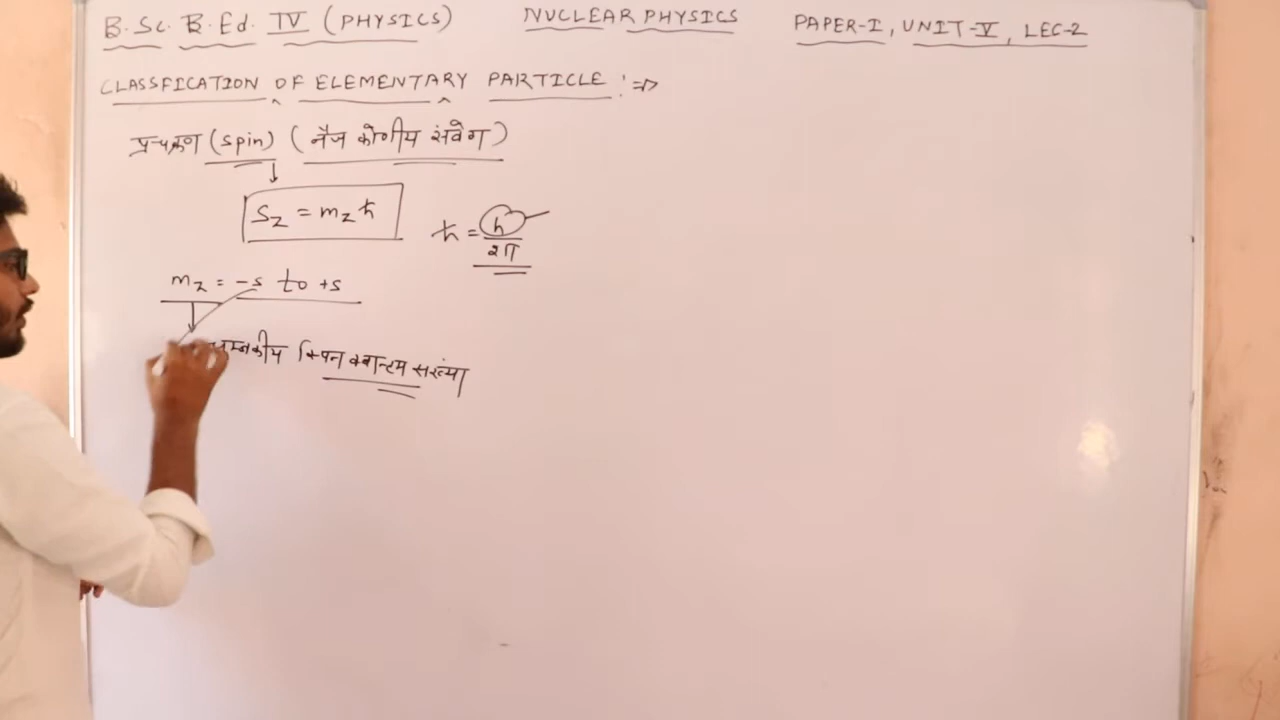 B.Sc. B.Ed. IV (PHYSICS) NUCLEAR PHYSICS PAPER-I, UNIT-V, LEC-2
CLASSFICATION OF ELEMENTARY PARTICLE :⇒
(spin) (नैज कोणीय संवेग)
↓
S_z = m_z ħ
ħ = h/2π
m_z = -s to +s
↓
स्पिन क्वान्टम संख्या